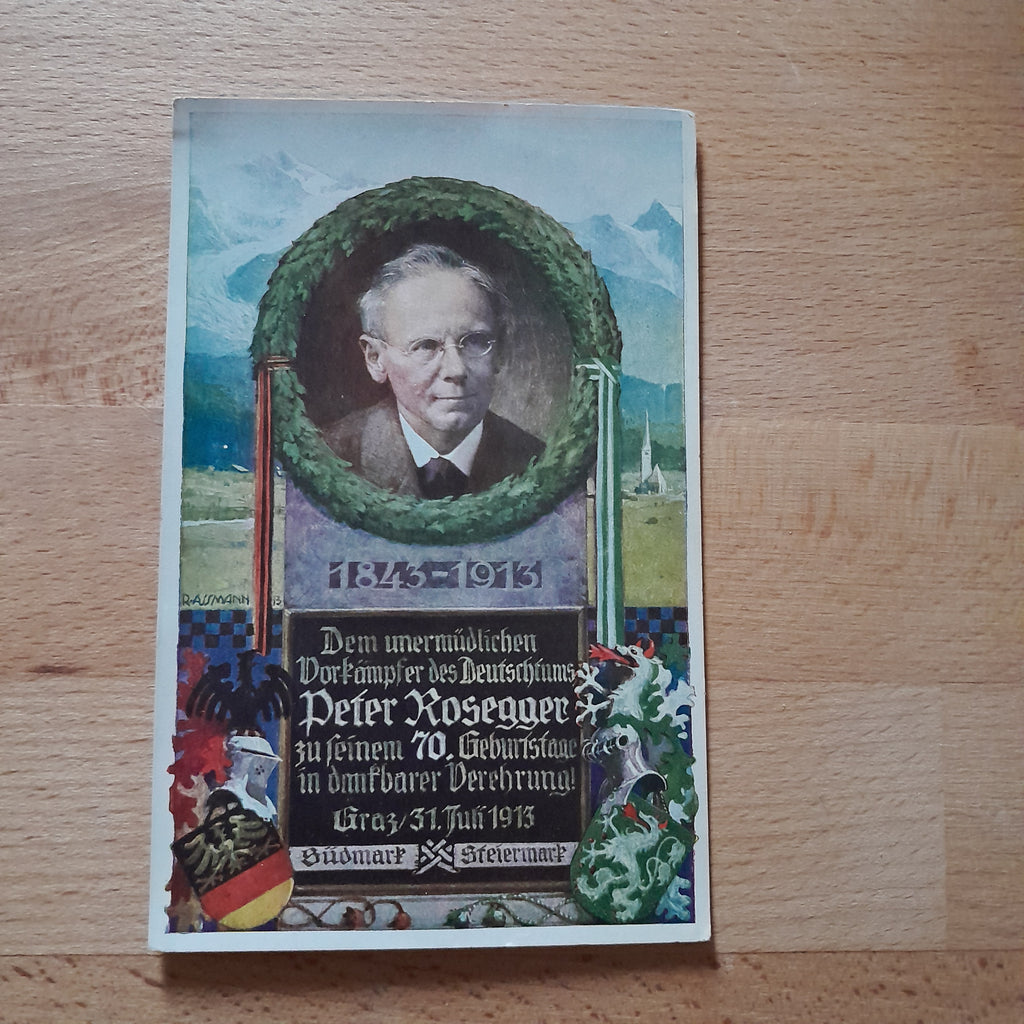 1843-1913
R. ASSMANN 13
Dem unermüdlichen
Vorkämpfer des Deutschtums
Peter Rosegger
zu seinem 70. Geburtstage
in dankbarer Verehrung!
Graz, 31. Juli 1913
Südmark Steiermark